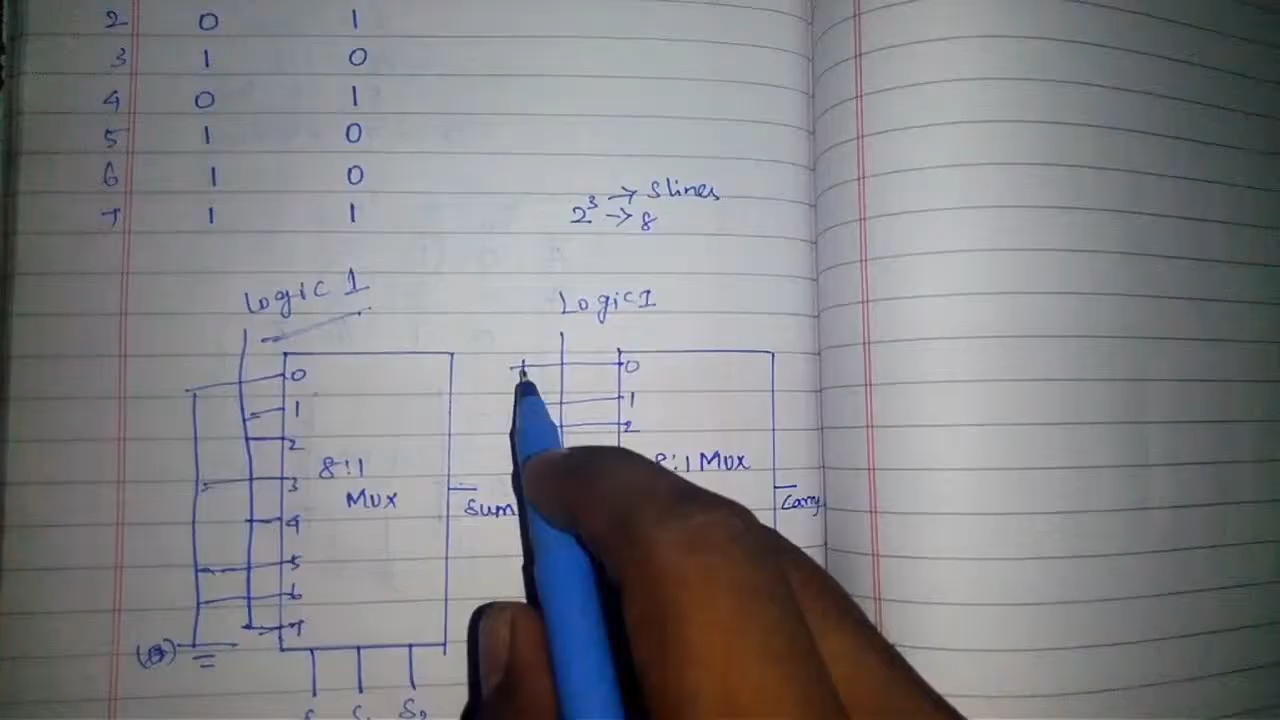 2 0 1
3 1 0
4 0 1
5 1 0
6 1 0
7 1 1
2³ → S lines
→ 8
Logic 1
Logic 1
0
1
2
3
4
5
6
7
8:1
MUX
Sum
S0
0
1
2
8:1 MUX
Carry